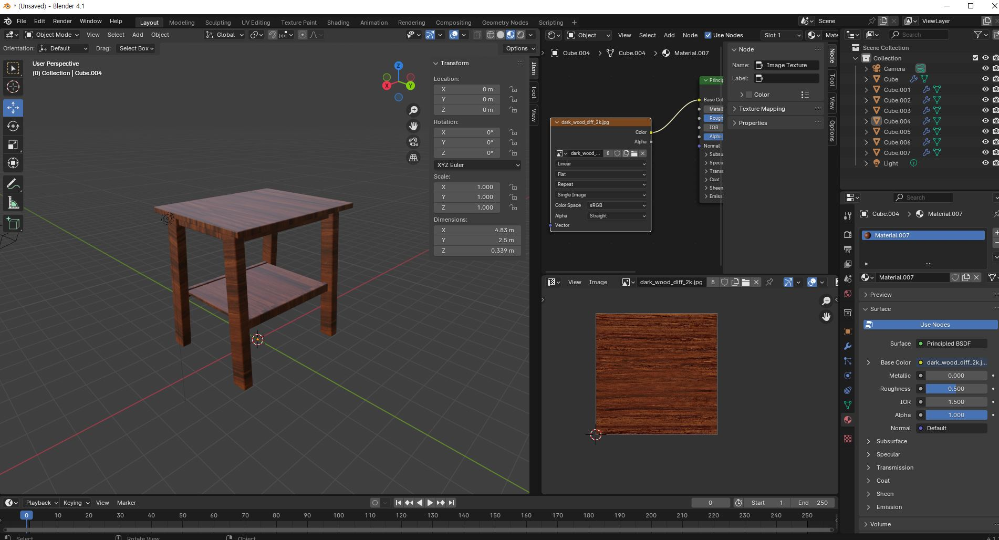 * (Unsaved) - Blender 4.1
File Edit Render Window Help
Layout Modeling Sculpting UV Editing Texture Paint Shading Animation Rendering Compositing Geometry Nodes Scripting +
Scene
ViewLayer
Object Mode View Select Add Object
Global
Orientation: Default Drag: Select Box
Options
User Perspective
(0) Collection | Cube.004
Z
X
Y
Transform
Location:
X 0 m
Y 0 m
Z 0 m
Rotation:
X 0°
Y 0°
Z 0°
XYZ Euler
Scale:
X 1.000
Y 1.000
Z 1.000
Dimensions:
X 4.83 m
Y 2.5 m
Z 0.339 m
Item
Tool
View
Object View Select Add Node Use Nodes Slot 1 Mate
Cube.004 > Cube.004 > Material.007
dark_wood_diff_2k.jpg
Color
Alpha
dark_wood_... 8
Linear
Flat
Repeat
Single Image
Color Space sRGB
Alpha Straight
Vector
Princip
Base Col
Metalli
Rough
IOR
Alpha
Normal
Subsu
Specu
Transr
Coat
Sheen
Emissi
Node
Name: Image Texture
Label:
Color
Texture Mapping
Properties
Node
Tool
View
Options
View Image dark_wood_diff_2k.jpg 8
Search
Scene Collection
Collection
Camera
Cube
Cube.001
Cube.002
Cube.003
Cube.004
Cube.005
Cube.006
Cube.007
Light
Search
Cube.004 > Material.007
Material.007
Material.007
Preview
Surface
Use Nodes
Surface Principled BSDF
Base Color dark_wood_diff_2k.j...
Metallic 0.000
Roughness 0.500
IOR 1.500
Alpha 1.000
Normal Default
Subsurface
Specular
Transmission
Coat
Sheen
Emission
Volume
Playback Keying View Marker
0
Start 1
End 250
0 10 20 30 40 50 60 70 80 90 100 110 120 130 140 150 160 170 180 190 200 210 220 230 240 250
Select
Rotate View
Object
4.1